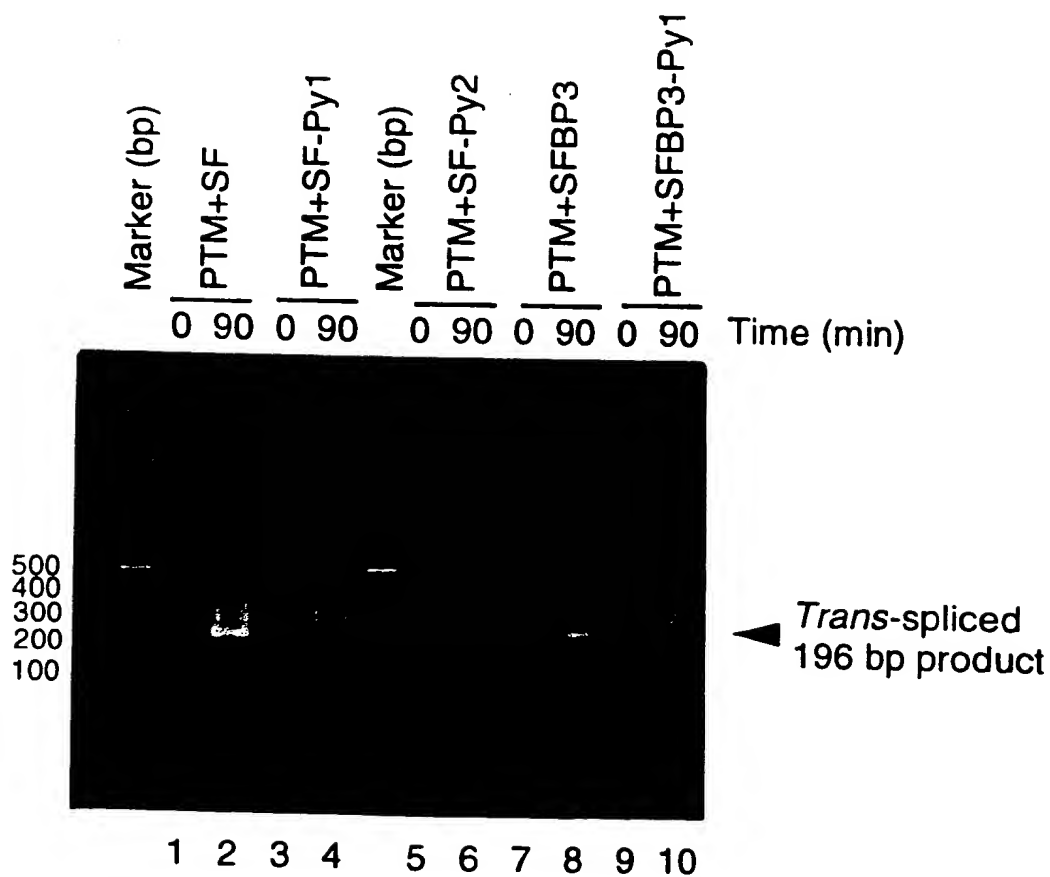 Marker (bp)
PTM+SF
PTM+SF-Py1
Marker (bp)
PTM+SF-Py2
PTM+SFBP3
PTM+SFBP3-Py1
0 90 0 90 0 90 0 90 0 90 Time (min)
500
400
300
200
100
Trans-spliced
196 bp product
1 2 3 4 5 6 7 8 9 10